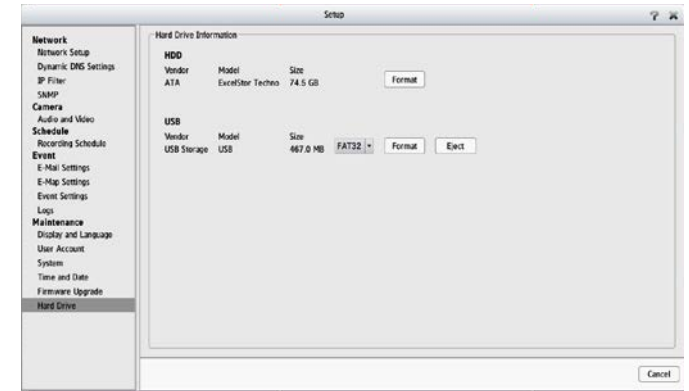 Setup
? ×
Network
Network Setup
Dynamic DNS Settings
IP Filter
SNMP
Camera
Audio and Video
Schedule
Recording Schedule
Event
E-Mail Settings
E-Map Settings
Event Settings
Logs
Maintenance
Display and Language
User Account
System
Time and Date
Firmware Upgrade
Hard Drive
Hard Drive Information
HDD
Vendor Model Size
ATA ExcelStor Techno 74.5 GB Format
USB
Vendor Model Size
USB Storage USB 467.0 MB FAT32 Format Eject
Cancel